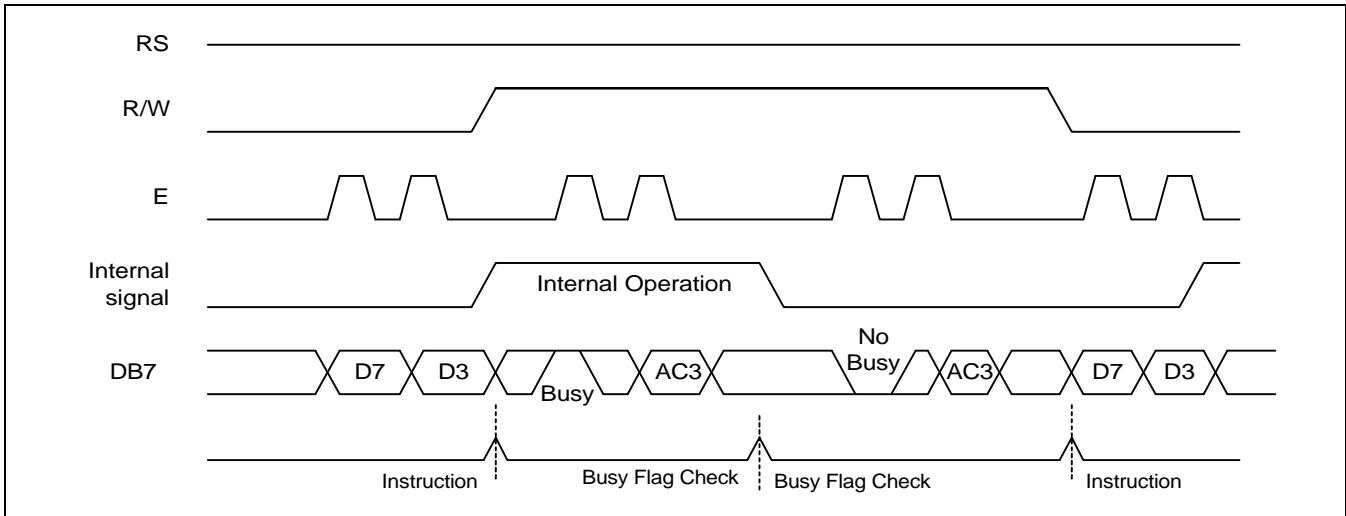 RS
R/W
E
Internal
signal
Internal Operation
DB7
D7
D3
Busy
AC3
No
Busy
AC3
D7
D3
Instruction
Busy Flag Check
Busy Flag Check
Instruction